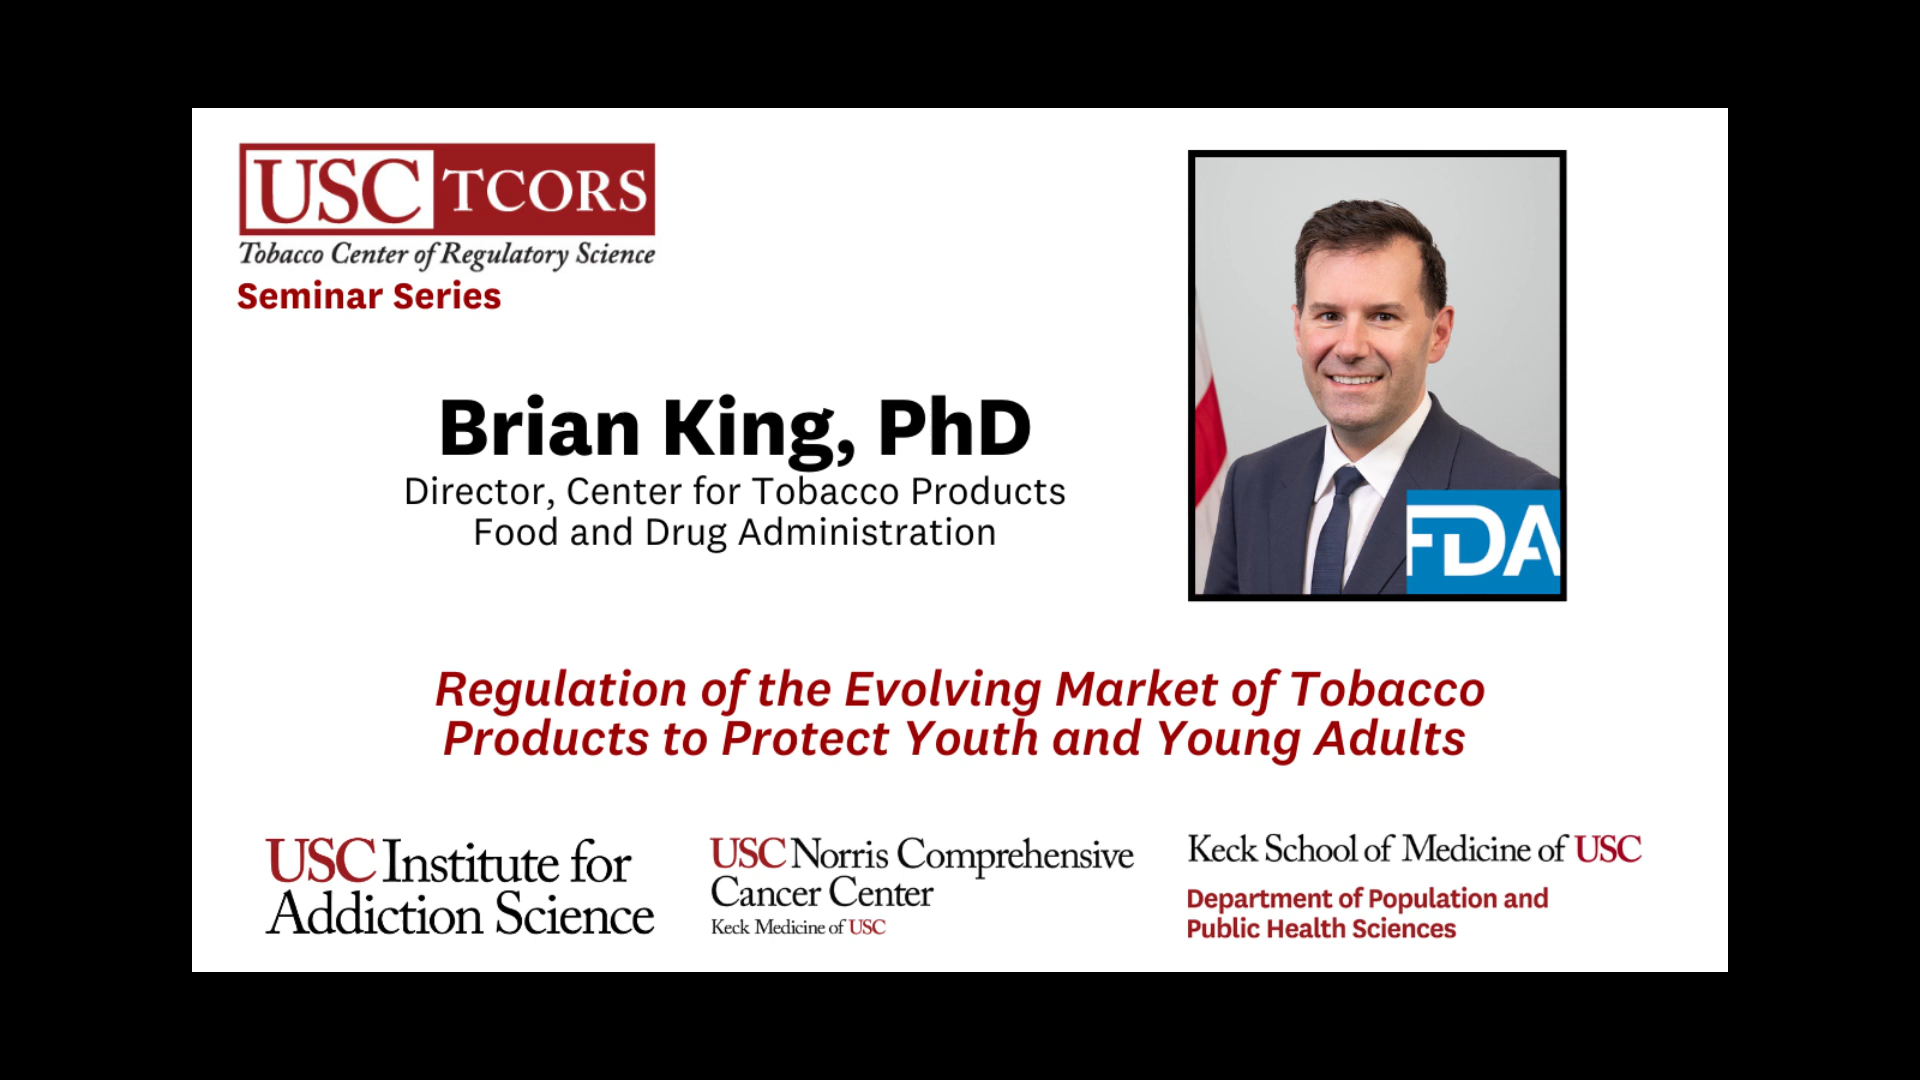 USC TCORS
Tobacco Center of Regulatory Science
Seminar Series
Brian King, PhD
Director, Center for Tobacco Products
Food and Drug Administration
FDA
Regulation of the Evolving Market of Tobacco
Products to Protect Youth and Young Adults
USC Institute for
Addiction Science
USC Norris Comprehensive
Cancer Center
Keck Medicine of USC
Keck School of Medicine of USC
Department of Population and
Public Health Sciences